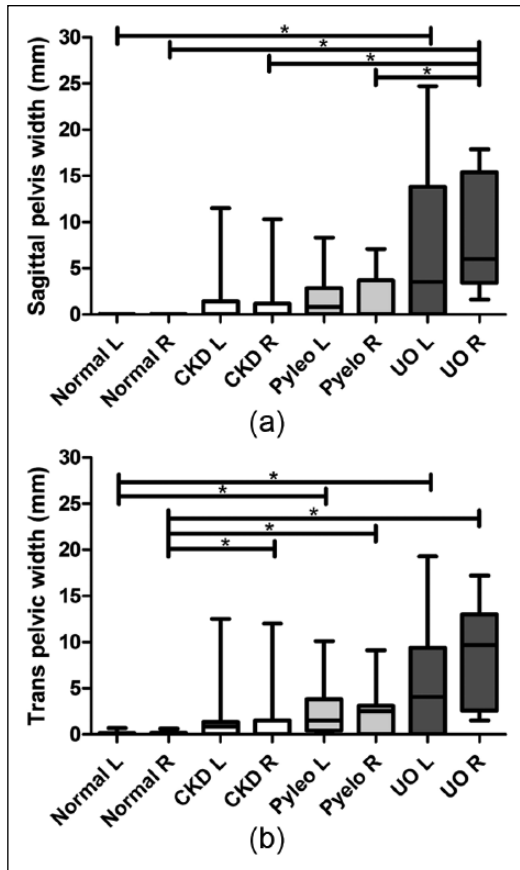 Sagittal pelvis width (mm)
30
25
20
15
10
5
0
*
*
*
*
Normal L
Normal R
CKD L
CKD R
Pyleo L
Pyelo R
UO L
UO R
(a)
Trans pelvic width (mm)
30
25
20
15
10
5
0
*
*
*
*
*
Normal L
Normal R
CKD L
CKD R
Pyleo L
Pyelo R
UO L
UO R
(b)